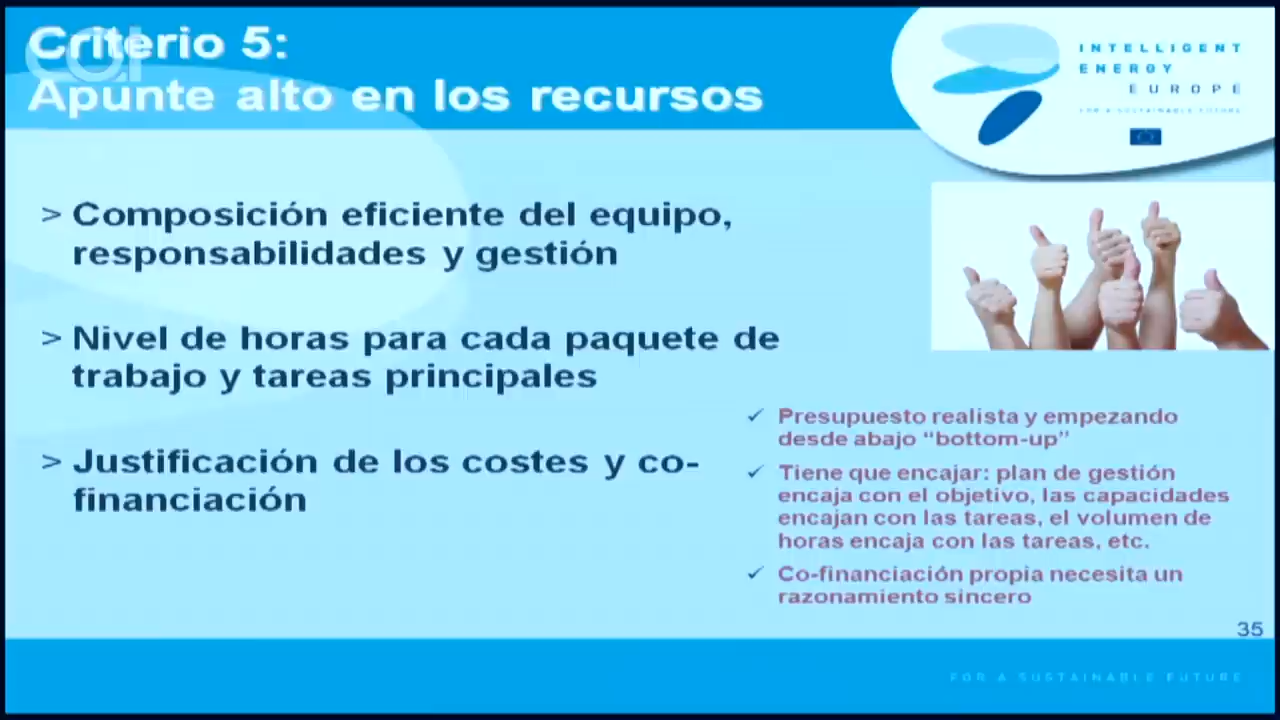 Criterio 5:
Apunte alto en los recursos
INTELLIGENT
ENERGY
EUROPE
FOR A SUSTAINABLE FUTURE
> Composición eficiente del equipo,
responsabilidades y gestión
> Nivel de horas para cada paquete de
trabajo y tareas principales
> Justificación de los costes y co-
financiación
✓ Presupuesto realista y empezando
desde abajo “bottom-up”
✓ Tiene que encajar: plan de gestión
encaja con el objetivo, las capacidades
encajan con las tareas, el volumen de
horas encaja con las tareas, etc.
✓ Co-financiación propia necesita un
razonamiento sincero
35
FOR A SUSTAINABLE FUTURE